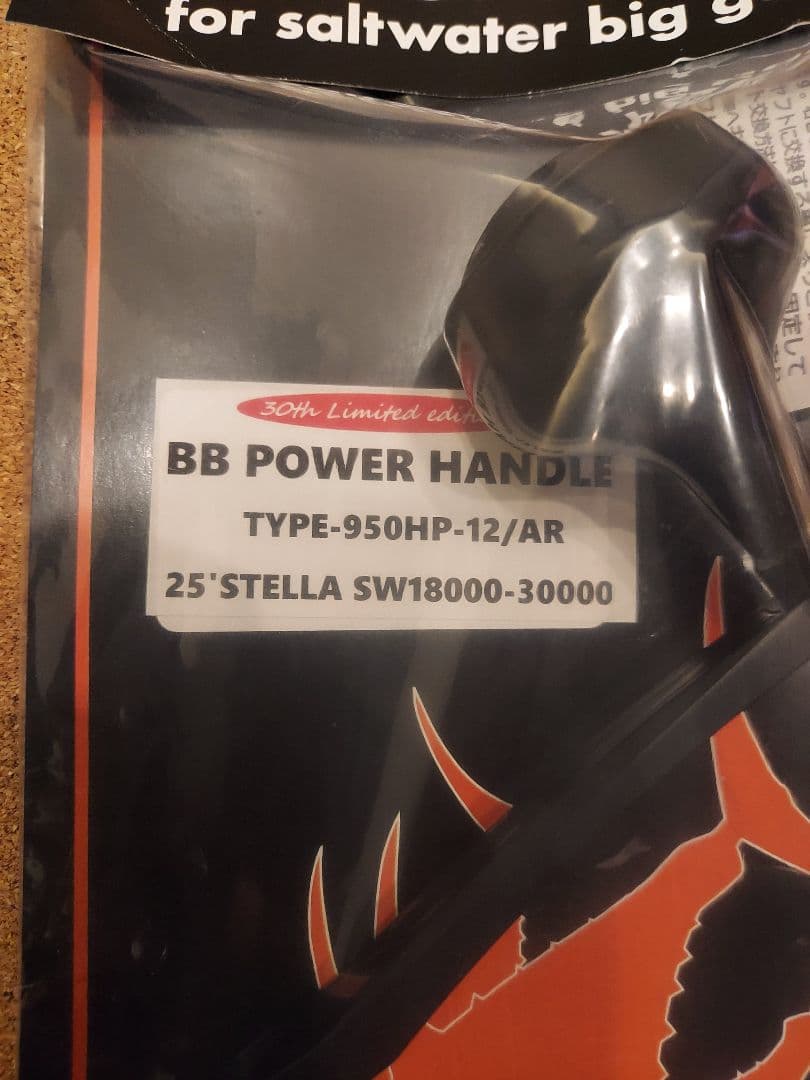 for saltwater big g
30th Limited editi
BB POWER HANDLE
TYPE-950HP-12/AR
25'STELLA SW18000-30000